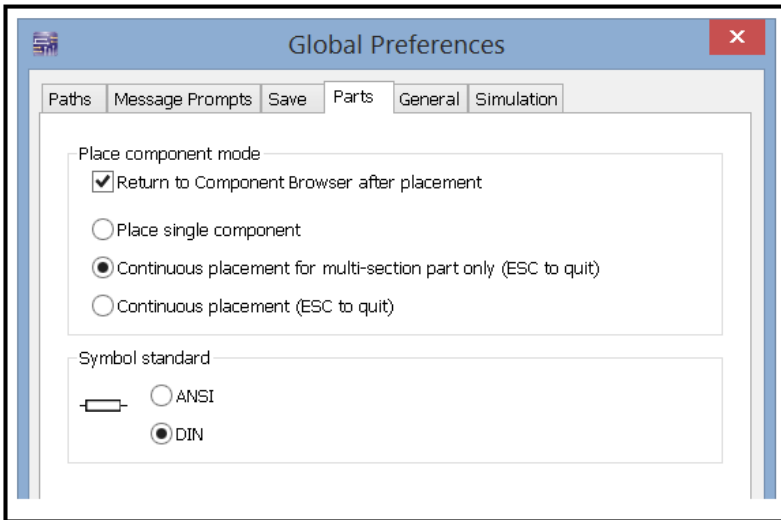 Global Preferences
Paths Message Prompts Save Parts General Simulation
Place component mode
Return to Component Browser after placement
Place single component
Continuous placement for multi-section part only (ESC to quit)
Continuous placement (ESC to quit)
Symbol standard
ANSI
DIN